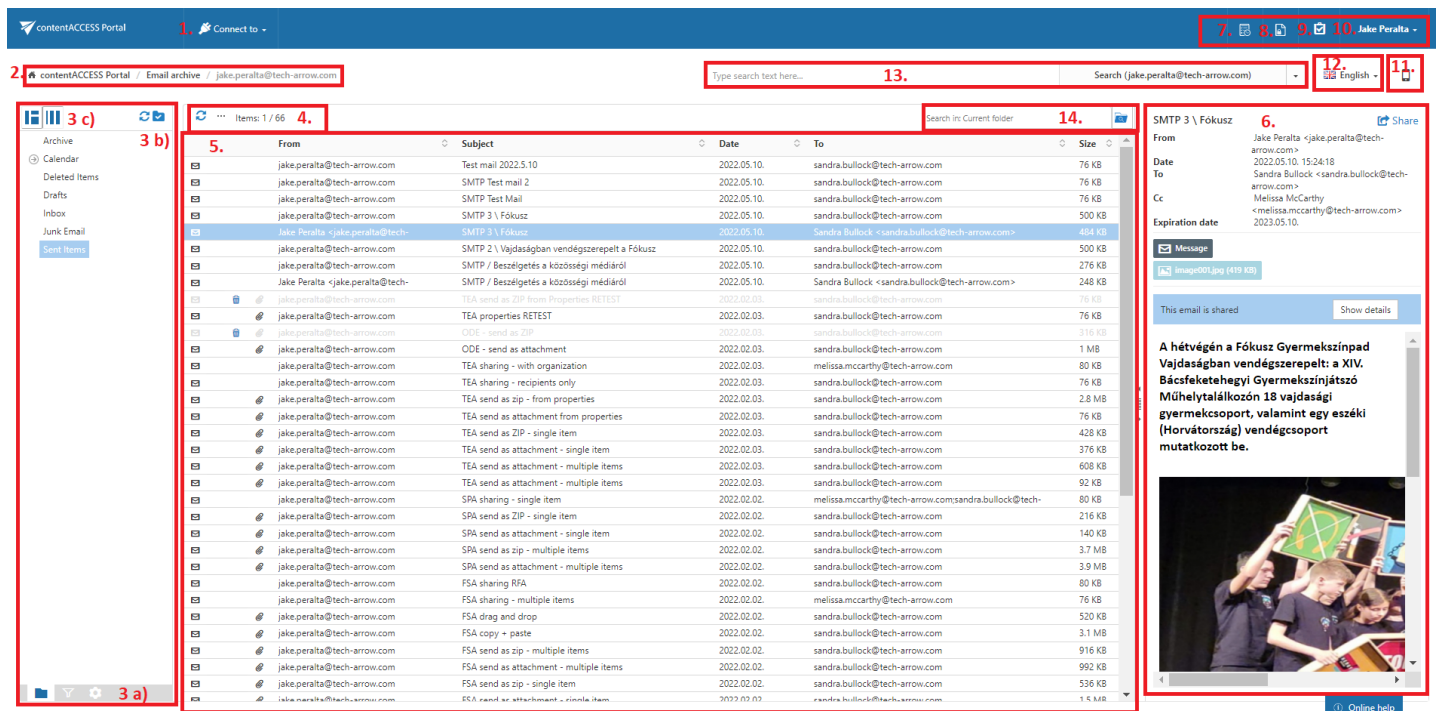 contentACCESS Portal
1. Connect to
7. 8. 9. 10. Jake Peralta
2. contentACCESS Portal / Email archive / jake.peralta@tech-arrow.com
Type search text here... 13. Search (jake.peralta@tech-arrow.com)
12. English 11.
3 c)
3 b)
Archive
Calendar
Deleted Items
Drafts
Inbox
Junk Email
Sent Items
3 a)
... Items: 1 / 66 4.
Search in: Current folder 14.
5. From Subject Date To Size
jake.peralta@tech-arrow.com Test mail 2022.5.10 2022.05.10. sandra.bullock@tech-arrow.com 76 KB
jake.peralta@tech-arrow.com SMTP Test mail 2 2022.05.10. sandra.bullock@tech-arrow.com 76 KB
jake.peralta@tech-arrow.com SMTP Test Mail 2022.05.10. sandra.bullock@tech-arrow.com 76 KB
jake.peralta@tech-arrow.com SMTP 3 \ Fókusz 2022.05.10. sandra.bullock@tech-arrow.com 500 KB
Jake Peralta <jake.peralta@tech- SMTP 3 \ Fókusz 2022.05.10. Sandra Bullock <sandra.bullock@tech-arrow.com> 484 KB
jake.peralta@tech-arrow.com SMTP 2 \ Vajdaságban vendégszerepelt a Fókusz 2022.05.10. sandra.bullock@tech-arrow.com 500 KB
jake.peralta@tech-arrow.com SMTP / Beszélgetés a közösségi médiáról 2022.05.10. sandra.bullock@tech-arrow.com 276 KB
Jake Peralta <jake.peralta@tech- SMTP / Beszélgetés a közösségi médiáról 2022.05.10. Sandra Bullock <sandra.bullock@tech-arrow.com> 248 KB
jake.peralta@tech-arrow.com TEA send as ZIP from Properties RETEST 2022.02.03. sandra.bullock@tech-arrow.com 76 KB
jake.peralta@tech-arrow.com TEA properties RETEST 2022.02.03. sandra.bullock@tech-arrow.com 76 KB
jake.peralta@tech-arrow.com ODE - send as ZIP 2022.02.03. sandra.bullock@tech-arrow.com 316 KB
jake.peralta@tech-arrow.com ODE - send as attachment 2022.02.03. sandra.bullock@tech-arrow.com 1 MB
jake.peralta@tech-arrow.com TEA sharing - with organization 2022.02.03. melissa.mccarthy@tech-arrow.com 80 KB
jake.peralta@tech-arrow.com TEA sharing - recipients only 2022.02.03. sandra.bullock@tech-arrow.com 76 KB
jake.peralta@tech-arrow.com TEA send as zip - from properties 2022.02.03. sandra.bullock@tech-arrow.com 2.8 MB
jake.peralta@tech-arrow.com TEA send as attachment from properties 2022.02.03. sandra.bullock@tech-arrow.com 76 KB
jake.peralta@tech-arrow.com TEA send as ZIP - single item 2022.02.03. sandra.bullock@tech-arrow.com 428 KB
jake.peralta@tech-arrow.com TEA send as attachment - single item 2022.02.03. sandra.bullock@tech-arrow.com 376 KB
jake.peralta@tech-arrow.com TEA send as attachment - multiple items 2022.02.03. sandra.bullock@tech-arrow.com 608 KB
jake.peralta@tech-arrow.com TEA send as attachment - multiple items 2022.02.03. sandra.bullock@tech-arrow.com 92 KB
jake.peralta@tech-arrow.com SPA sharing - single item 2022.02.02. melissa.mccarthy@tech-arrow.com;sandra.bullock@tech- 80 KB
jake.peralta@tech-arrow.com SPA send as ZIP - single item 2022.02.02. sandra.bullock@tech-arrow.com 216 KB
jake.peralta@tech-arrow.com SPA send as attachment - single item 2022.02.02. sandra.bullock@tech-arrow.com 140 KB
jake.peralta@tech-arrow.com SPA send as zip - multiple items 2022.02.02. sandra.bullock@tech-arrow.com 3.7 MB
jake.peralta@tech-arrow.com SPA send as attachment - multiple items 2022.02.02. sandra.bullock@tech-arrow.com 3.9 MB
jake.peralta@tech-arrow.com FSA sharing RFA 2022.02.02. sandra.bullock@tech-arrow.com 80 KB
jake.peralta@tech-arrow.com FSA sharing - multiple items 2022.02.02. melissa.mccarthy@tech-arrow.com 76 KB
jake.peralta@tech-arrow.com FSA drag and drop 2022.02.02. sandra.bullock@tech-arrow.com 520 KB
jake.peralta@tech-arrow.com FSA copy + paste 2022.02.02. sandra.bullock@tech-arrow.com 3.1 MB
jake.peralta@tech-arrow.com FSA send as zip - multiple items 2022.02.02. sandra.bullock@tech-arrow.com 916 KB
jake.peralta@tech-arrow.com FSA send as attachment - multiple items 2022.02.02. sandra.bullock@tech-arrow.com 992 KB
jake.peralta@tech-arrow.com FSA send as zip - single item 2022.02.02. sandra.bullock@tech-arrow.com 536 KB
jake.peralta@tech-arrow.com FSA send as attachment - single item 2022.02.02. sandra.bullock@tech-arrow.com 1.5 MB
SMTP 3 \ Fókusz 6. Share
From Jake Peralta <jake.peralta@tech-
arrow.com>
Date 2022.05.10. 15:24:18
To Sandra Bullock <sandra.bullock@tech-
arrow.com>
Cc Melissa McCarthy
<melissa.mccarthy@tech-arrow.com>
Expiration date 2023.05.10.
Message
image001.jpg (419 KB)
This email is shared Show details
A hétvégén a Fókusz Gyermekszínpad
Vajdaságban vendégszerepelt: a XIV.
Bácsfeketehegyi Gyermekszínjátszó
Műhelytalálkozón 18 vajdasági
gyermekcsoport, valamint egy eszéki
(Horvátország) vendégcsoport
mutatkozott be.
Online help